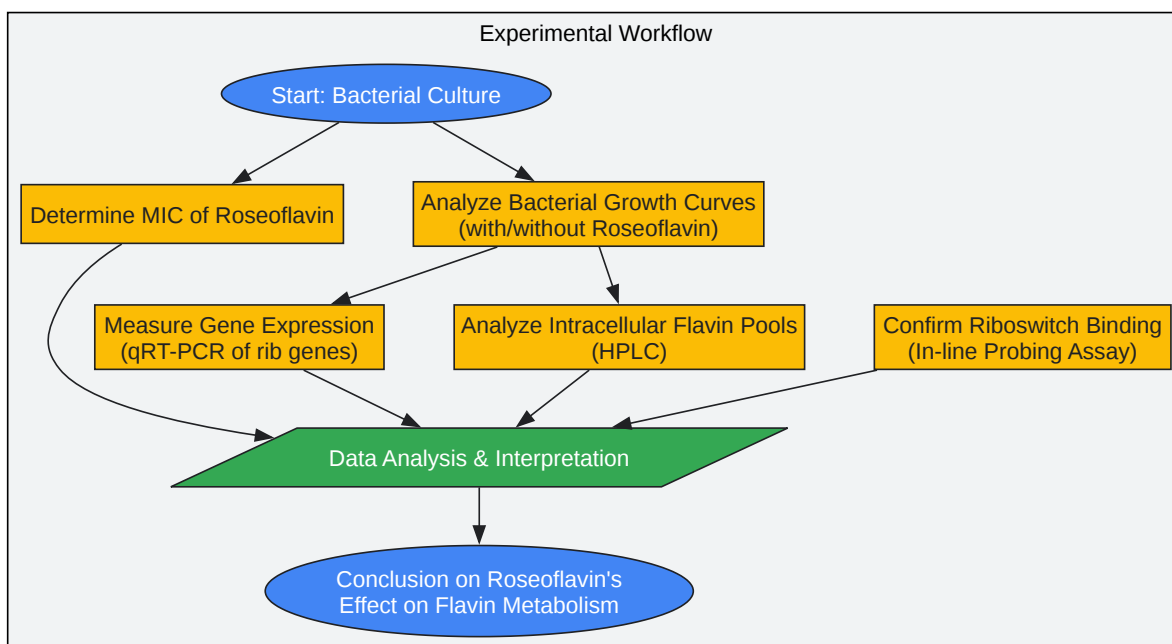 Experimental Workflow
Start: Bacterial Culture
Determine MIC of Roseoflavin
Analyze Bacterial Growth Curves
(with/without Roseoflavin)
Measure Gene Expression
(qRT-PCR of rib genes)
Analyze Intracellular Flavin Pools
(HPLC)
Confirm Riboswitch Binding
(In-line Probing Assay)
Data Analysis & Interpretation
Conclusion on Roseoflavin's
Effect on Flavin Metabolism